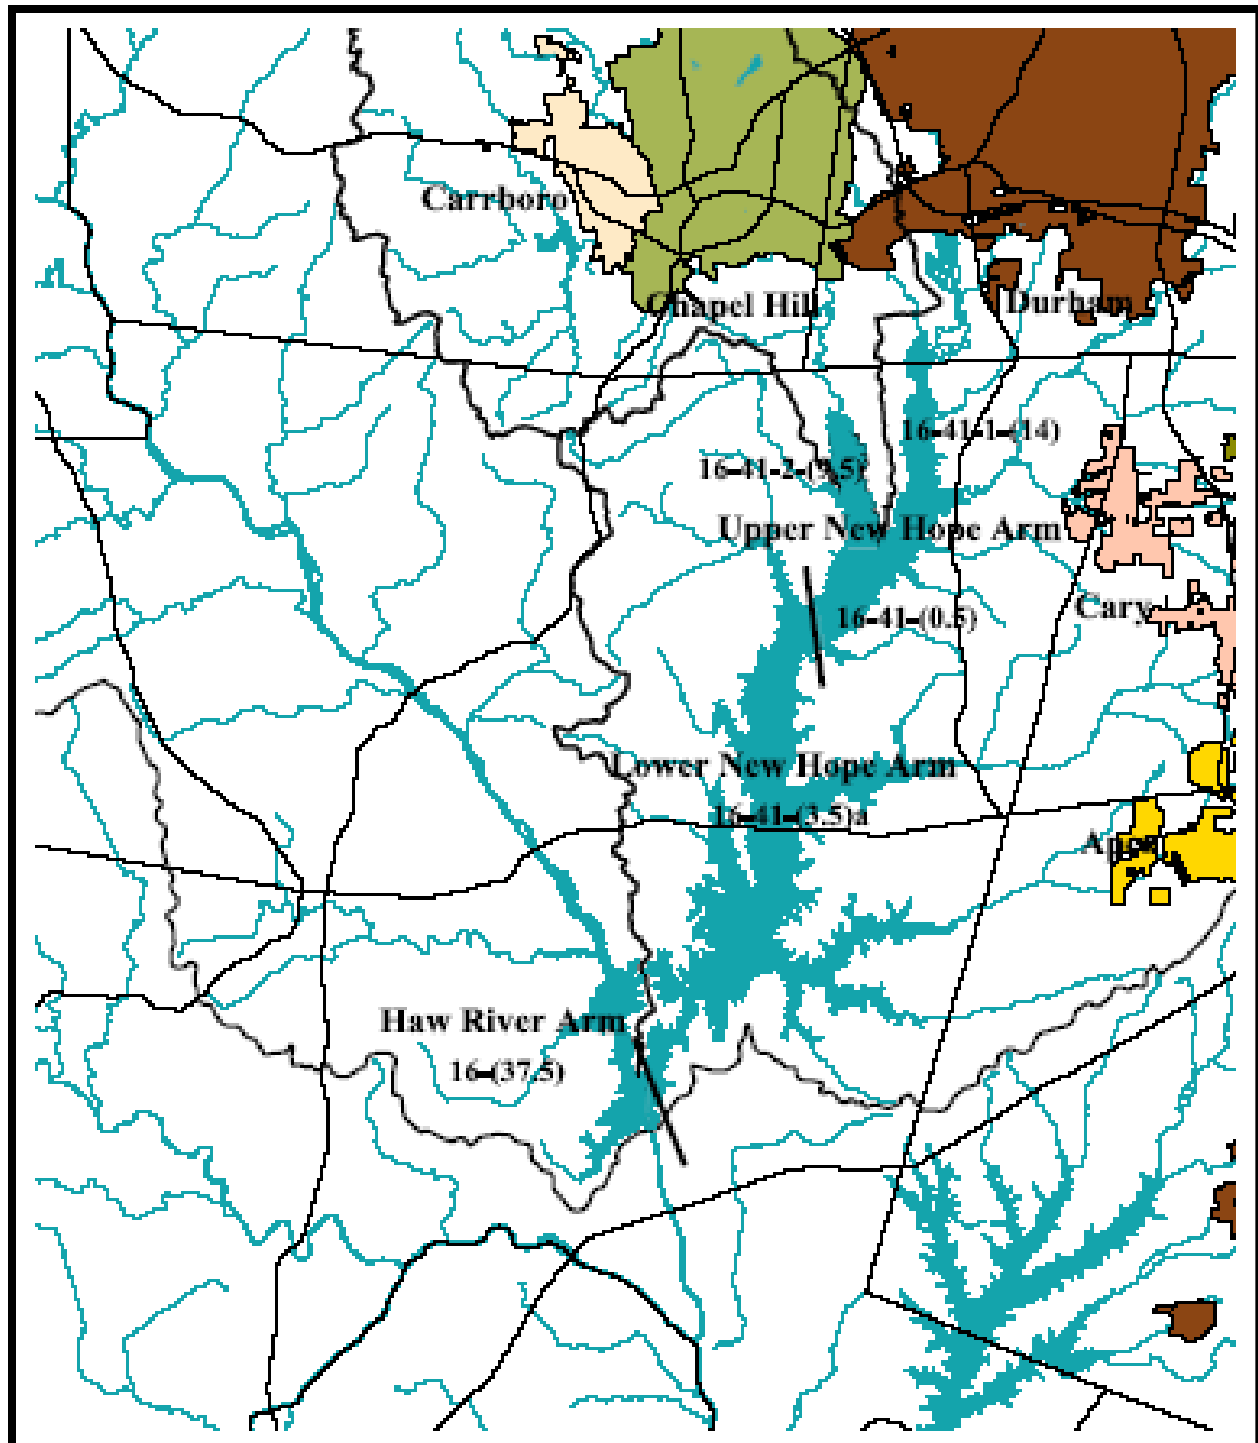 Carrboro
Chapel Hill
Durham
16-41-1-(14)
16-41-2-(9.5)
Upper New Hope Arm
Cary
16-41-(0.5)
Lower New Hope Arm
16-41-(3.5)a
Apex
Haw River Arm
16-(37.5)